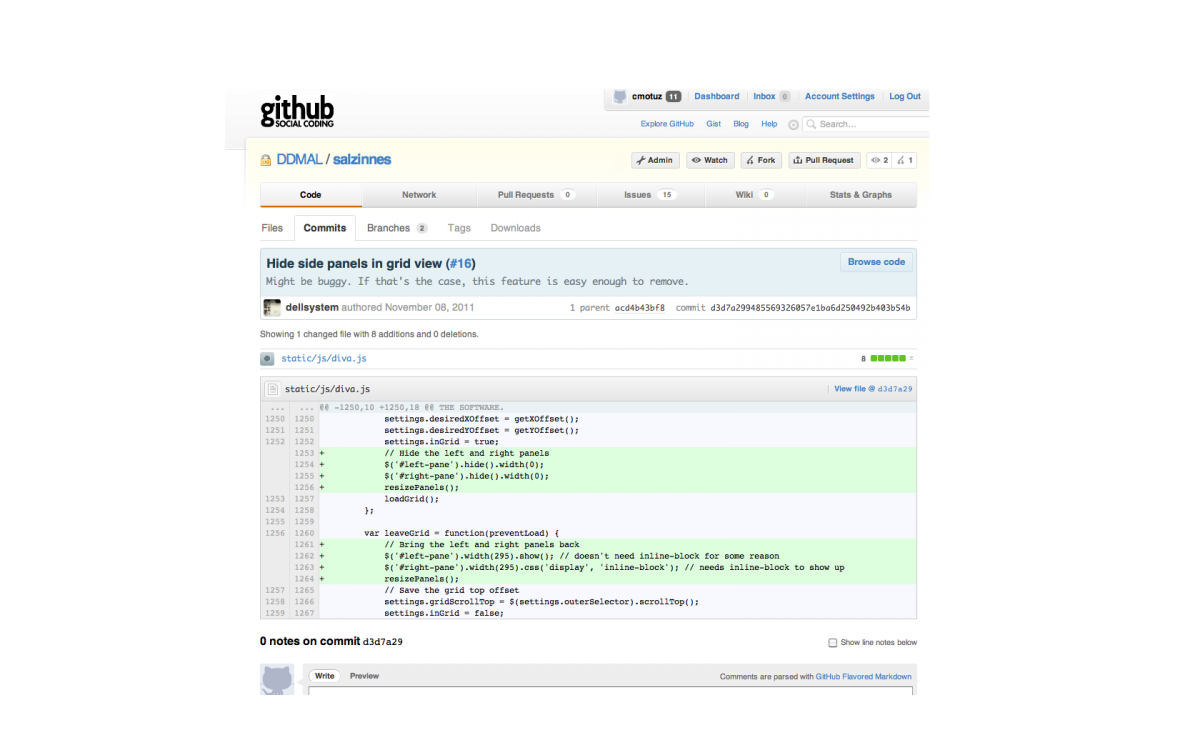 github
SOCIAL CODING
cmotuz 11 Dashboard Inbox 0 Account Settings Log Out
Explore GitHub Gist Blog Help Search...
DDMAL / salzinnes
Admin Watch Fork Pull Request 2 1
Code Network Pull Requests 0 Issues 15 Wiki 0 Stats & Graphs
Files Commits Branches 2 Tags Downloads
Hide side panels in grid view (#16) Browse code
Might be buggy. If that's the case, this feature is easy enough to remove.
dellsystem authored November 08, 2011 1 parent acd4b43bf8 commit d3d7a299485569326057e1ba6d250492b403b54b
Showing 1 changed file with 8 additions and 0 deletions.
static/js/diva.js 8
static/js/diva.js View file @ d3d7a29
... ... @@ -1250,10 +1250,18 @@ THE SOFTWARE.
1250 1250 settings.desiredXOffset = getXOffset();
1251 1251 settings.desiredYOffset = getYOffset();
1252 1252 settings.inGrid = true;
1253 + // Hide the left and right panels
1254 + $('#left-pane').hide().width(0);
1255 + $('#right-pane').hide().width(0);
1256 + resizePanels();
1253 1257 loadGrid();
1254 1258 };
1255 1259
1256 1260 var leaveGrid = function(preventLoad) {
1261 + // Bring the left and right panels back
1262 + $('#left-pane').width(295).show(); // doesn't need inline-block for some reason
1263 + $('#right-pane').width(295).css('display', 'inline-block'); // needs inline-block to show up
1264 + resizePanels();
1257 1265 // Save the grid top offset
1258 1266 settings.gridScrollTop = $(settings.outerSelector).scrollTop();
1259 1267 settings.inGrid = false;
0 notes on commit d3d7a29 Show line notes below
Write Preview Comments are parsed with GitHub Flavored Markdown